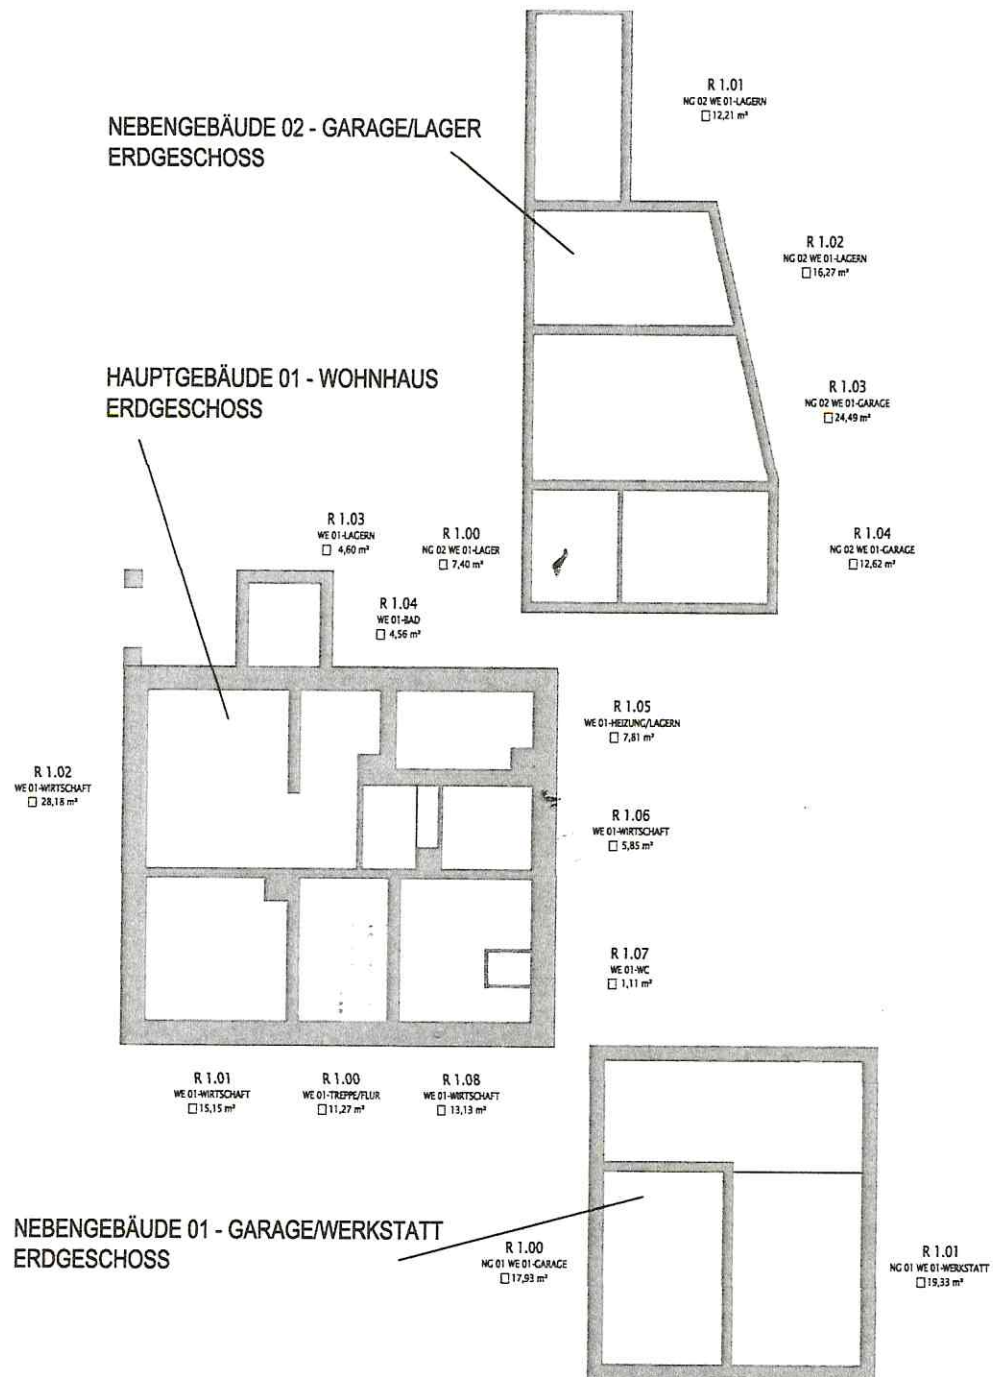 R 1.01
NG 02 WE 01-LAGERN
12,21 m²
NEBENGEBÄUDE 02 - GARAGE/LAGER
ERDGESCHOSS
R 1.02
NG 02 WE 01-LAGERN
16,27 m²
HAUPTGEBÄUDE 01 - WOHNHAUS
ERDGESCHOSS
R 1.03
NG 02 WE 01-GARAGE
24,49 m²
R 1.03
WE 01-LAGERN
4,60 m²
R 1.00
NG 02 WE 01-LAGER
7,40 m²
R 1.04
NG 02 WE 01-GARAGE
12,62 m²
R 1.04
WE 01-BAD
4,56 m²
R 1.05
WE 01-HEIZUNG/LAGERN
7,81 m²
R 1.02
WE 01-WIRTSCHAFT
28,18 m²
R 1.06
WE 01-WIRTSCHAFT
5,85 m²
R 1.07
WE 01-WC
1,11 m²
R 1.01
WE 01-WIRTSCHAFT
15,15 m²
R 1.00
WE 01-TREPPE/FLUR
11,27 m²
R 1.08
WE 01-WIRTSCHAFT
13,13 m²
NEBENGEBÄUDE 01 - GARAGE/WERKSTATT
ERDGESCHOSS
R 1.00
NG 01 WE 01-GARAGE
17,93 m²
R 1.01
NG 01 WE 01-WERKSTATT
19,33 m²